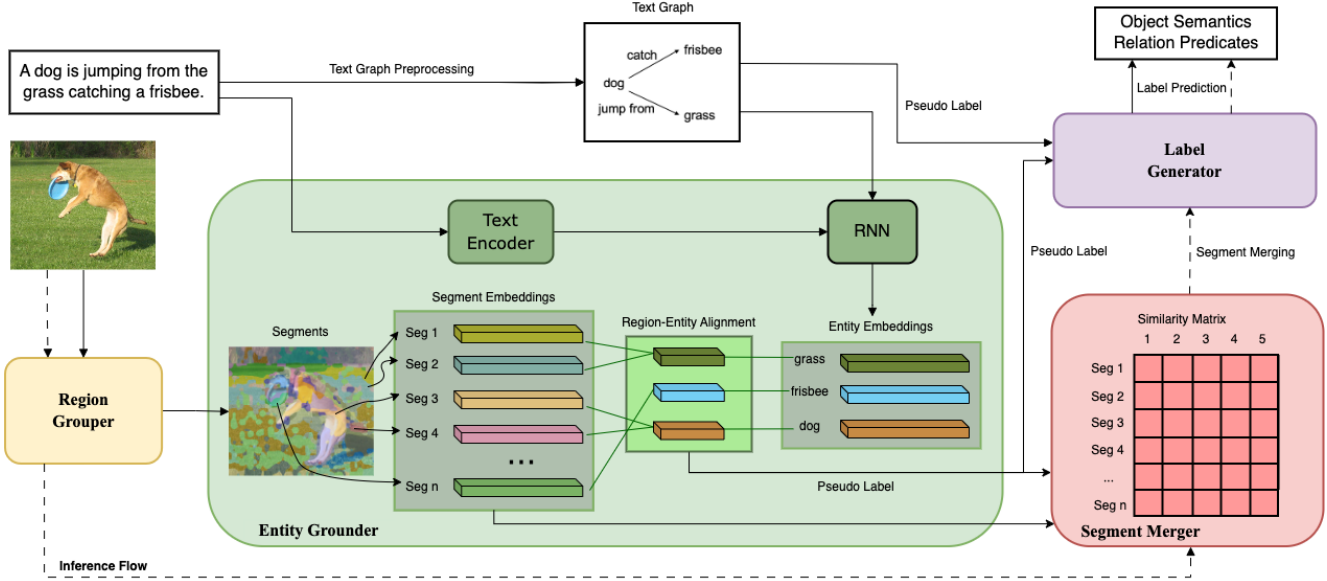 Text Graph
A dog is jumping from the
grass catching a frisbee.
Text Graph Preprocessing
catch
frisbee
dog
jump from
grass
Object Semantics
Relation Predicates
Label Prediction
Pseudo Label
Label
Generator
Text
Encoder
RNN
Pseudo Label
Segment Merging
Segment Embeddings
Segments
Region-Entity Alignment
Entity Embeddings
Seg 1
Seg 2
Seg 3
Seg 4
...
Seg n
grass
frisbee
dog
Region
Grouper
Similarity Matrix
1 2 3 4 5
Seg 1
Seg 2
Seg 3
Seg 4
...
Seg n
Pseudo Label
Entity Grounder
Segment Merger
Inference Flow